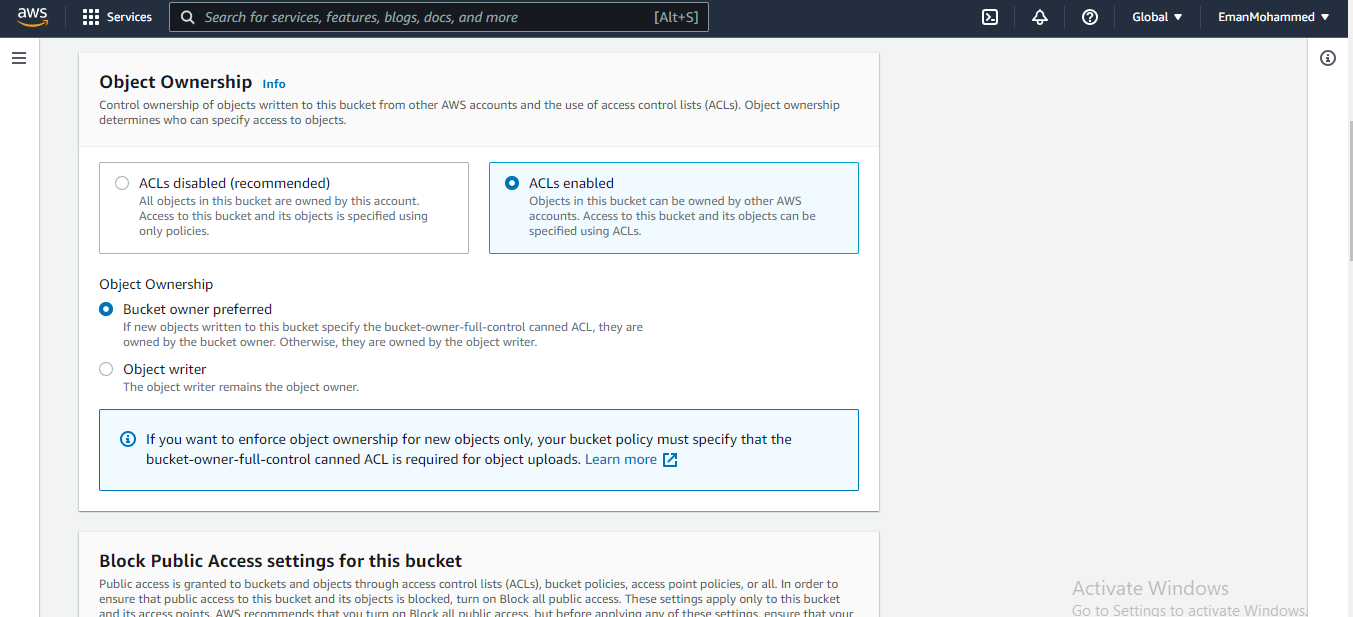 aws
Services
Search for services, features, blogs, docs, and more
[Alt+S]
Global
EmanMohammed
Object Ownership Info
Control ownership of objects written to this bucket from other AWS accounts and the use of access control lists (ACLs). Object ownership
determines who can specify access to objects.
ACLs disabled (recommended)
All objects in this bucket are owned by this account.
Access to this bucket and its objects is specified using
only policies.
ACLs enabled
Objects in this bucket can be owned by other AWS
accounts. Access to this bucket and its objects can be
specified using ACLs.
Object Ownership
Bucket owner preferred
If new objects written to this bucket specify the bucket-owner-full-control canned ACL, they are
owned by the bucket owner. Otherwise, they are owned by the object writer.
Object writer
The object writer remains the object owner.
If you want to enforce object ownership for new objects only, your bucket policy must specify that the
bucket-owner-full-control canned ACL is required for object uploads. Learn more
Block Public Access settings for this bucket
Public access is granted to buckets and objects through access control lists (ACLs), bucket policies, access point policies, or all. In order to
ensure that public access to this bucket and its objects is blocked, turn on Block all public access. These settings apply only to this bucket
and its access points. AWS recommends that you turn on Block all public access, but before applying any of these settings, ensure that your
Activate Windows
Go to Settings to activate Windows.